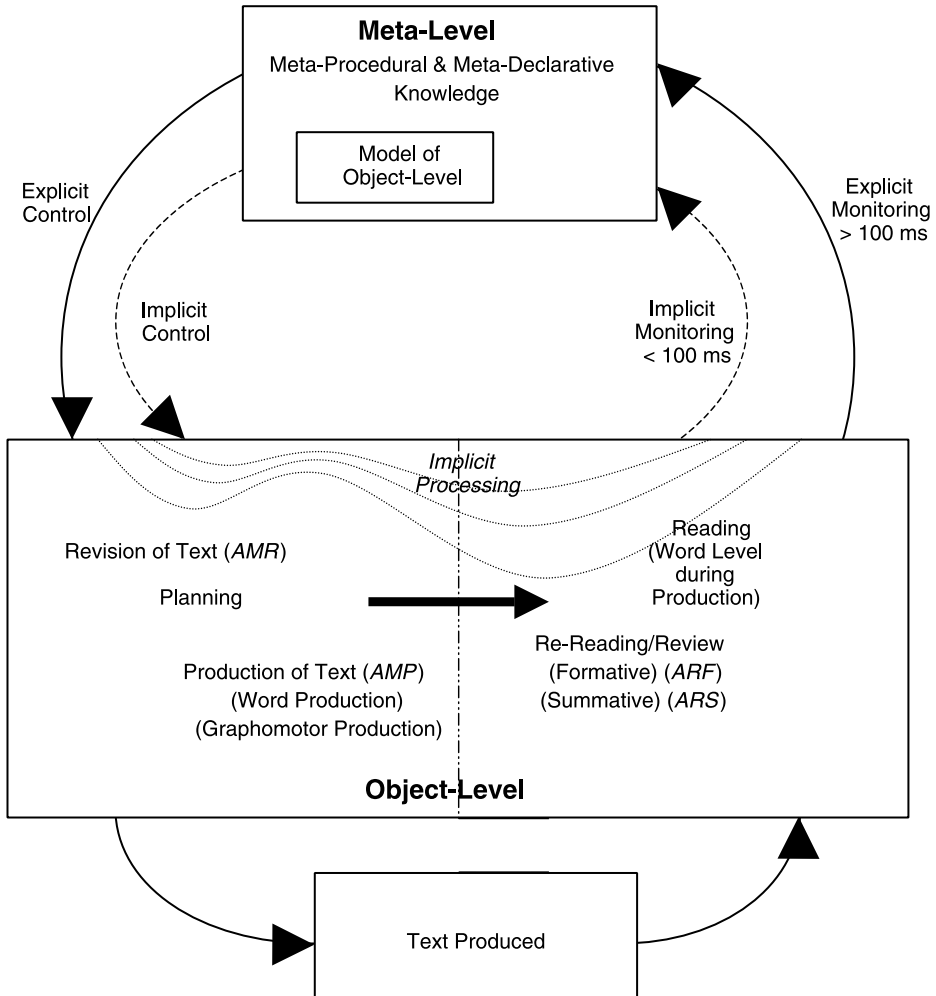 Meta-Level
Meta-Procedural & Meta-Declarative
Knowledge
Model of
Object-Level
Explicit
Control
Explicit
Monitoring
> 100 ms
Implicit
Control
Implicit
Monitoring
< 100 ms
Implicit
Processing
Revision of Text (AMR)
Planning
Production of Text (AMP)
(Word Production)
(Graphomotor Production)
Reading
(Word Level
during
Production)
Re-Reading/Review
(Formative) (ARF)
(Summative) (ARS)
Object-Level
Text Produced